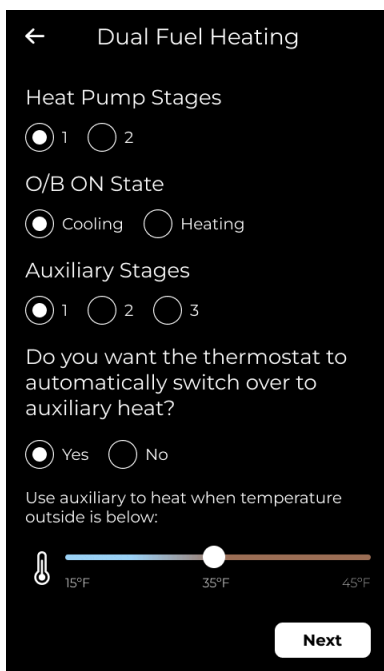 Dual Fuel Heating
Heat Pump Stages
1 2
O/B ON State
Cooling Heating
Auxiliary Stages
1 2 3
Do you want the thermostat to
automatically switch over to
auxiliary heat?
Yes No
Use auxiliary to heat when temperature
outside is below:
15°F 35°F 45°F
Next